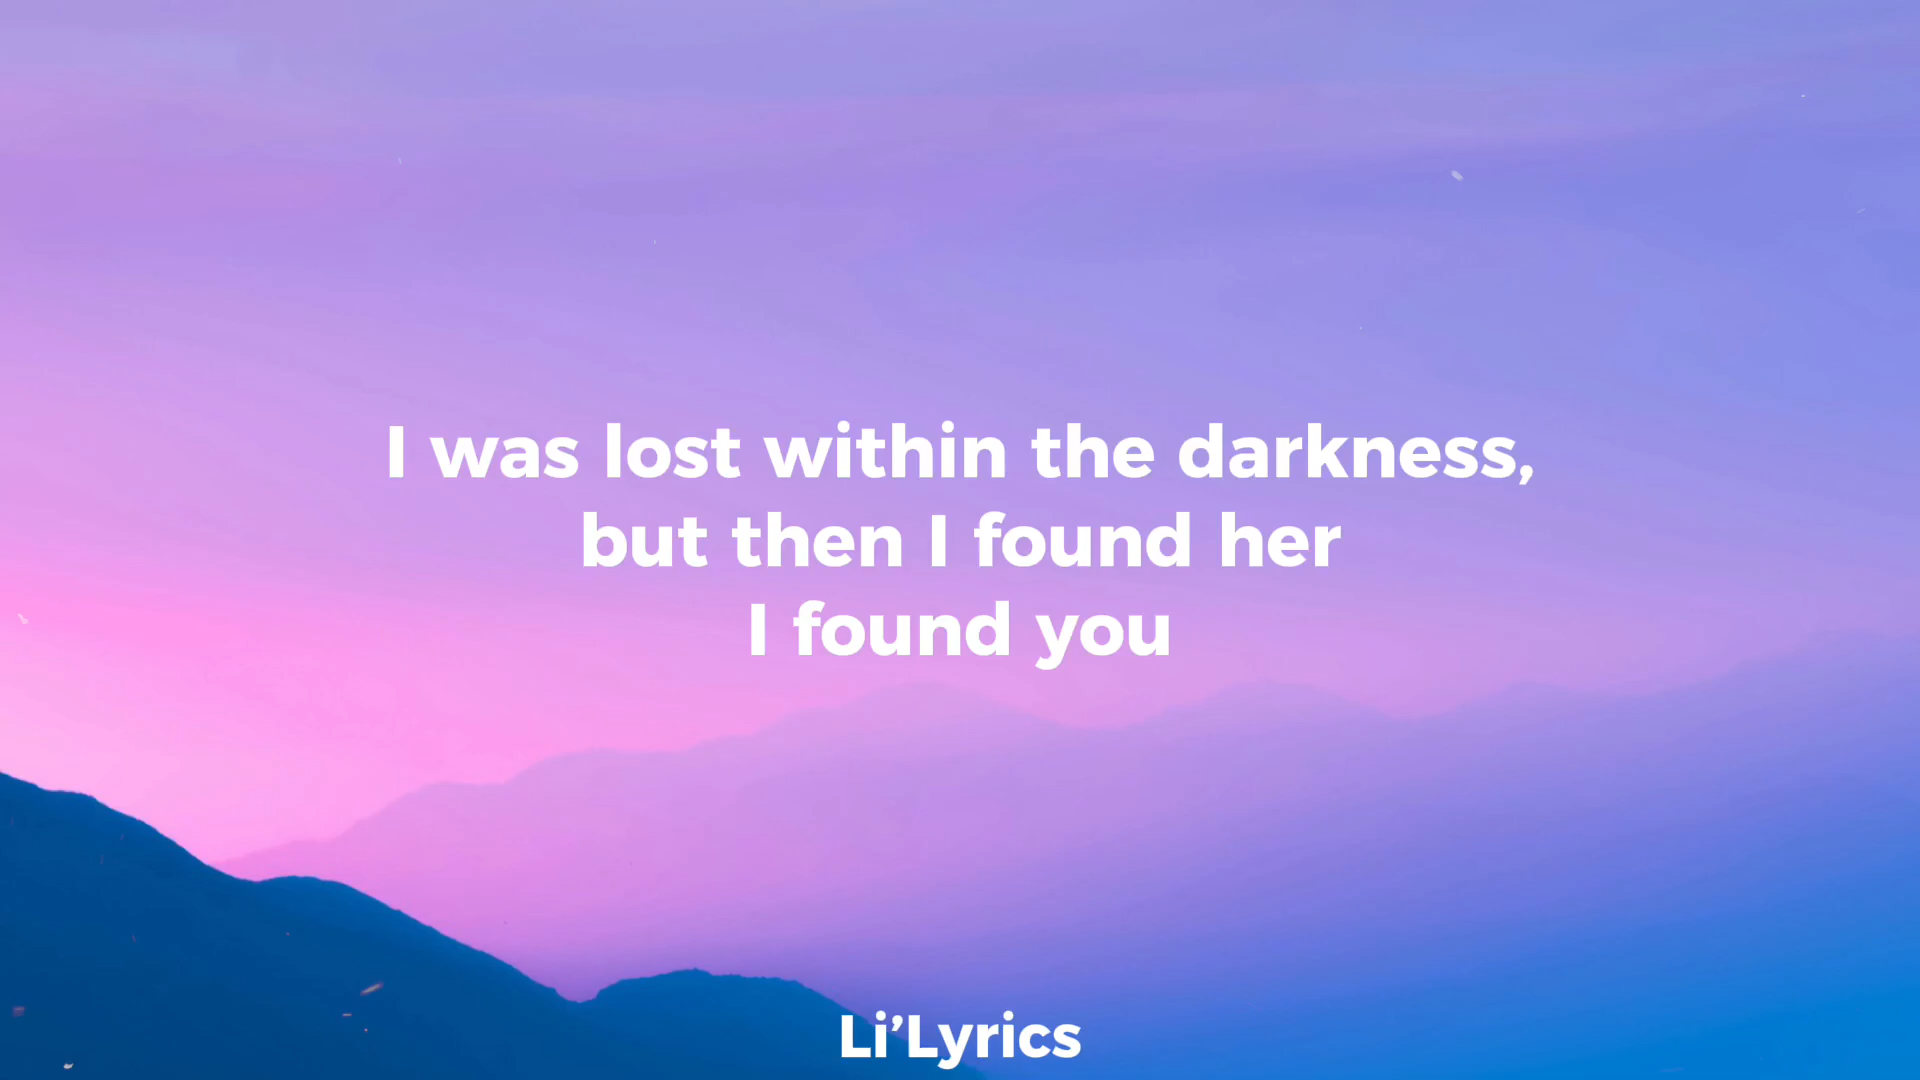 I was lost within the darkness,
but then I found her
I found you
Li’Lyrics